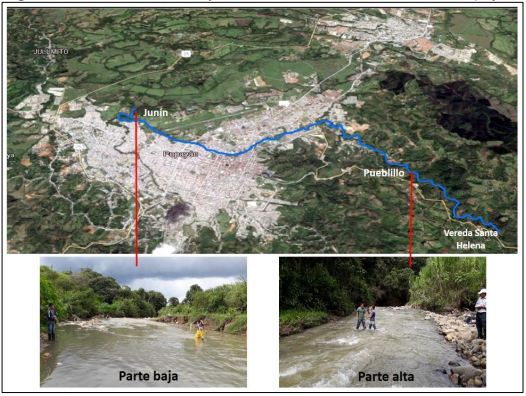 JULUMITO
Junín
Popayán
Pueblillo
Vereda Santa
Helena
Parte baja
Parte alta